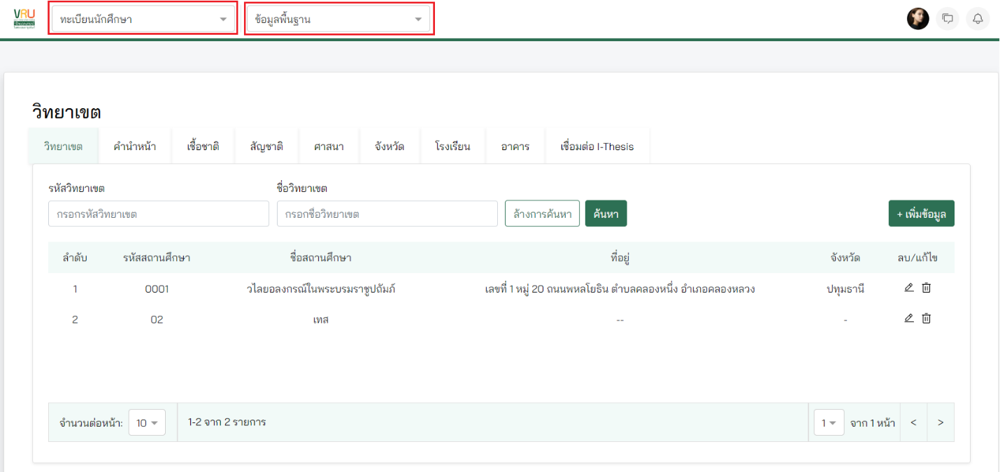 VRU
ทะเบียนนักศึกษา
ข้อมูลพื้นฐาน
วิทยาเขต
วิทยาเขต คำนำหน้า เชื้อชาติ สัญชาติ ศาสนา จังหวัด โรงเรียน อาคาร เชื่อมต่อ I-Thesis
รหัสวิทยาเขต ชื่อวิทยาเขต
กรอกรหัสวิทยาเขต กรอกชื่อวิทยาเขต ล้างการค้นหา ค้นหา + เพิ่มข้อมูล
ลำดับ รหัสสถานศึกษา ชื่อสถานศึกษา ที่อยู่ จังหวัด ลบ/แก้ไข
1 0001 วไลยอลงกรณ์ในพระบรมราชูปถัมภ์ เลขที่ 1 หมู่ 20 ถนนพหลโยธิน ตำบลคลองหนึ่ง อำเภอคลองหลวง ปทุมธานี
2 02 เทส -- -
จำนวนต่อหน้า: 10 1-2 จาก 2 รายการ 1 จาก 1 หน้า < >